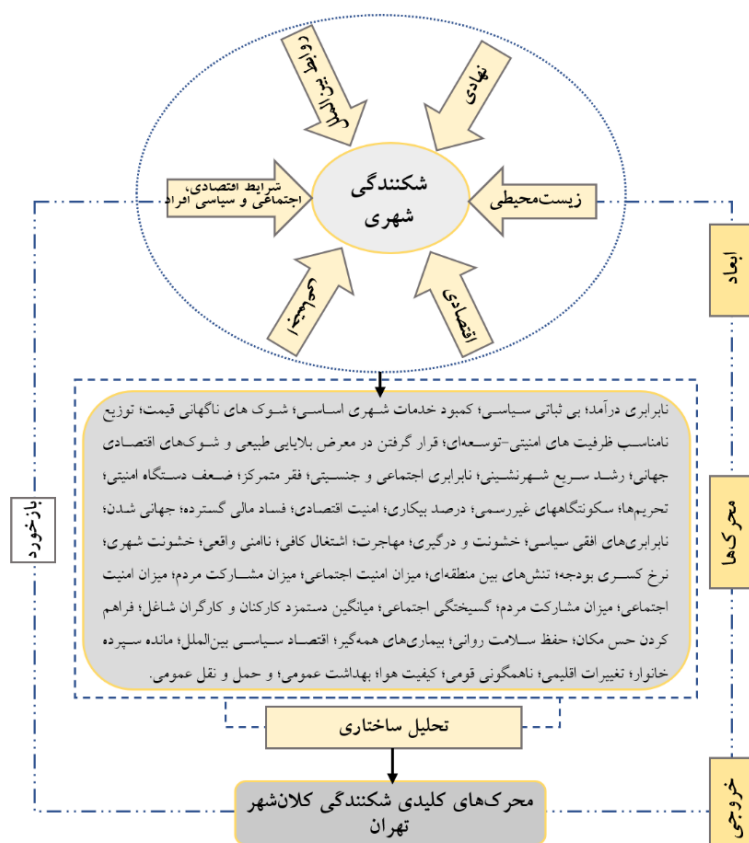 روابط بین‌الملل
نهادی
شرایط اقتصادی،
اجتماعی و سیاسی افراد
شکنندگی
شهری
زیست‌محیطی
اجتماعی
اقتصادی
ابعاد
نابرابری درآمد؛ بی ثباتی سیاسی؛ کمبود خدمات شهری اساسی؛ شوک های ناگهانی قیمت؛ توزیع
نامناسب ظرفیت های امنیتی-توسعه‌ای؛ قرار گرفتن در معرض بلایایی طبیعی و شوک‌های اقتصادی
جهانی؛ رشد سریع شهرنشینی؛ نابرابری اجتماعی و جنسیتی؛ فقر متمرکز؛ ضعف دستگاه امنیتی؛
تحریم‌ها؛ سکونتگاههای غیررسمی؛ درصد بیکاری؛ امنیت اقتصادی؛ فساد مالی گسترده؛ جهانی شدن؛
نابرابری‌های افقی سیاسی؛ خشونت و درگیری؛ مهاجرت؛ اشتغال کافی؛ ناامنی واقعی؛ خشونت شهری؛
نرخ کسری بودجه؛ تنش‌های بین منطقه‌ای؛ میزان امنیت اجتماعی؛ میزان مشارکت مردم؛ میزان امنیت
اجتماعی؛ میزان مشارکت مردم؛ گسیختگی اجتماعی؛ میانگین دستمزد کارکنان و کارگران شاغل؛ فراهم
کردن حس مکان؛ حفظ سلامت روانی؛ بیماری‌های همه‌گیر؛ اقتصاد سیاسی بین‌الملل؛ مانده سپرده
خانوار؛ تغییرات اقلیمی؛ ناهمگونی قومی؛ کیفیت هوا؛ بهداشت عمومی؛ و حمل و نقل عمومی.
محرک‌ها
بازخورد
تحلیل ساختاری
محرک‌های کلیدی شکنندگی کلان‌شهر
تهران
خروجی